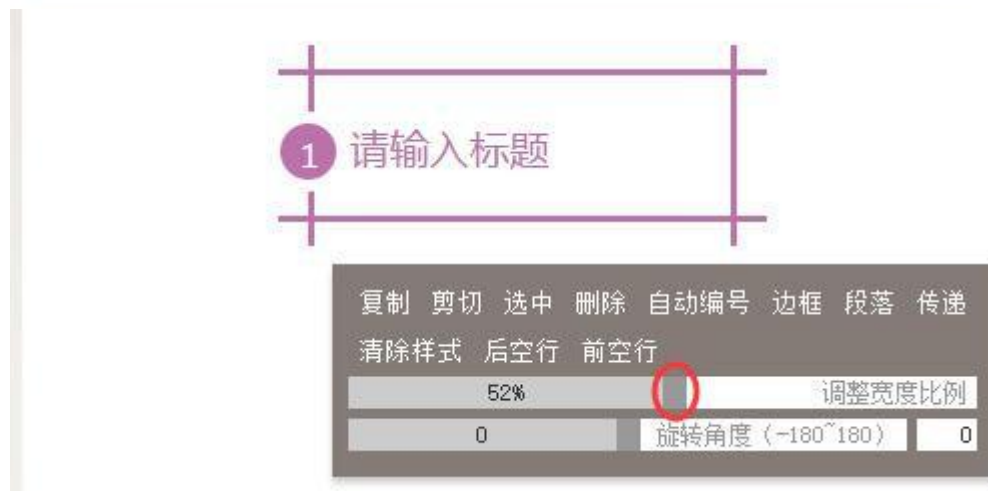 1 请输入标题
复制 剪切 选中 删除 自动编号 边框 段落 传递
清除样式 后空行 前空行
52% 调整宽度比例
0 旋转角度（-180~180） 0